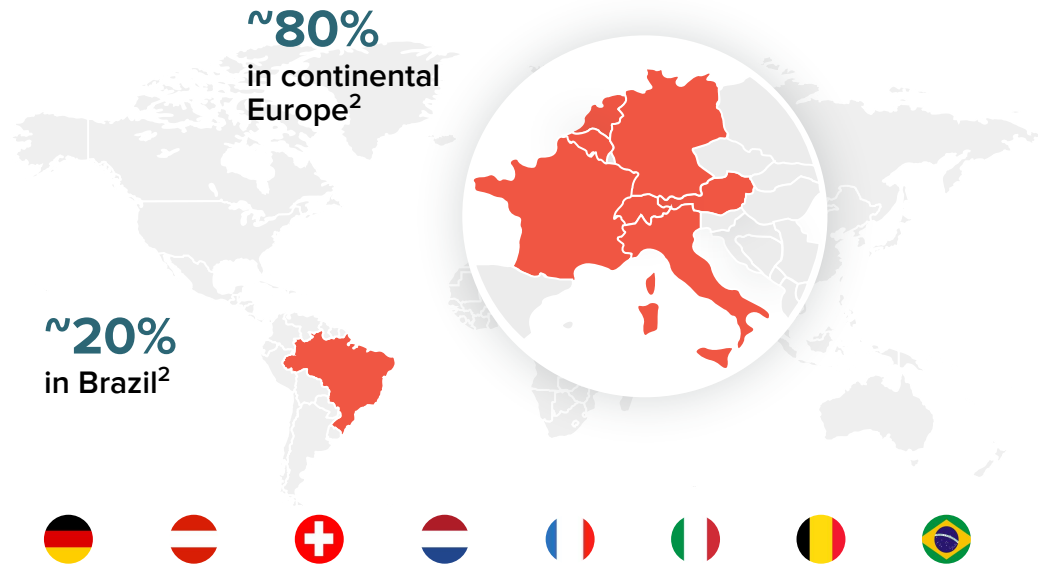 ~80%
in continental
Europe²
~20%
in Brazil²